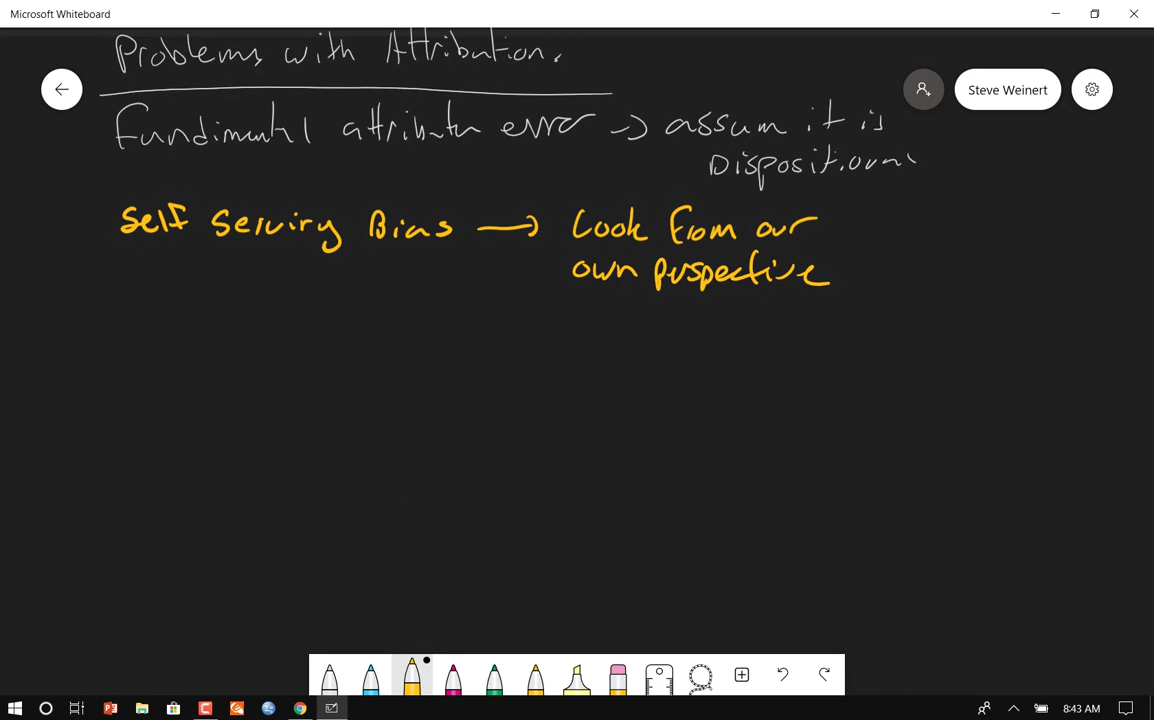 Microsoft Whiteboard
Problems with Attribution.
Steve Weinert
Fundimental attributer error → assum it is
Dispositional
Self Serving Bias → Look from our
own perspective
8:43 AM